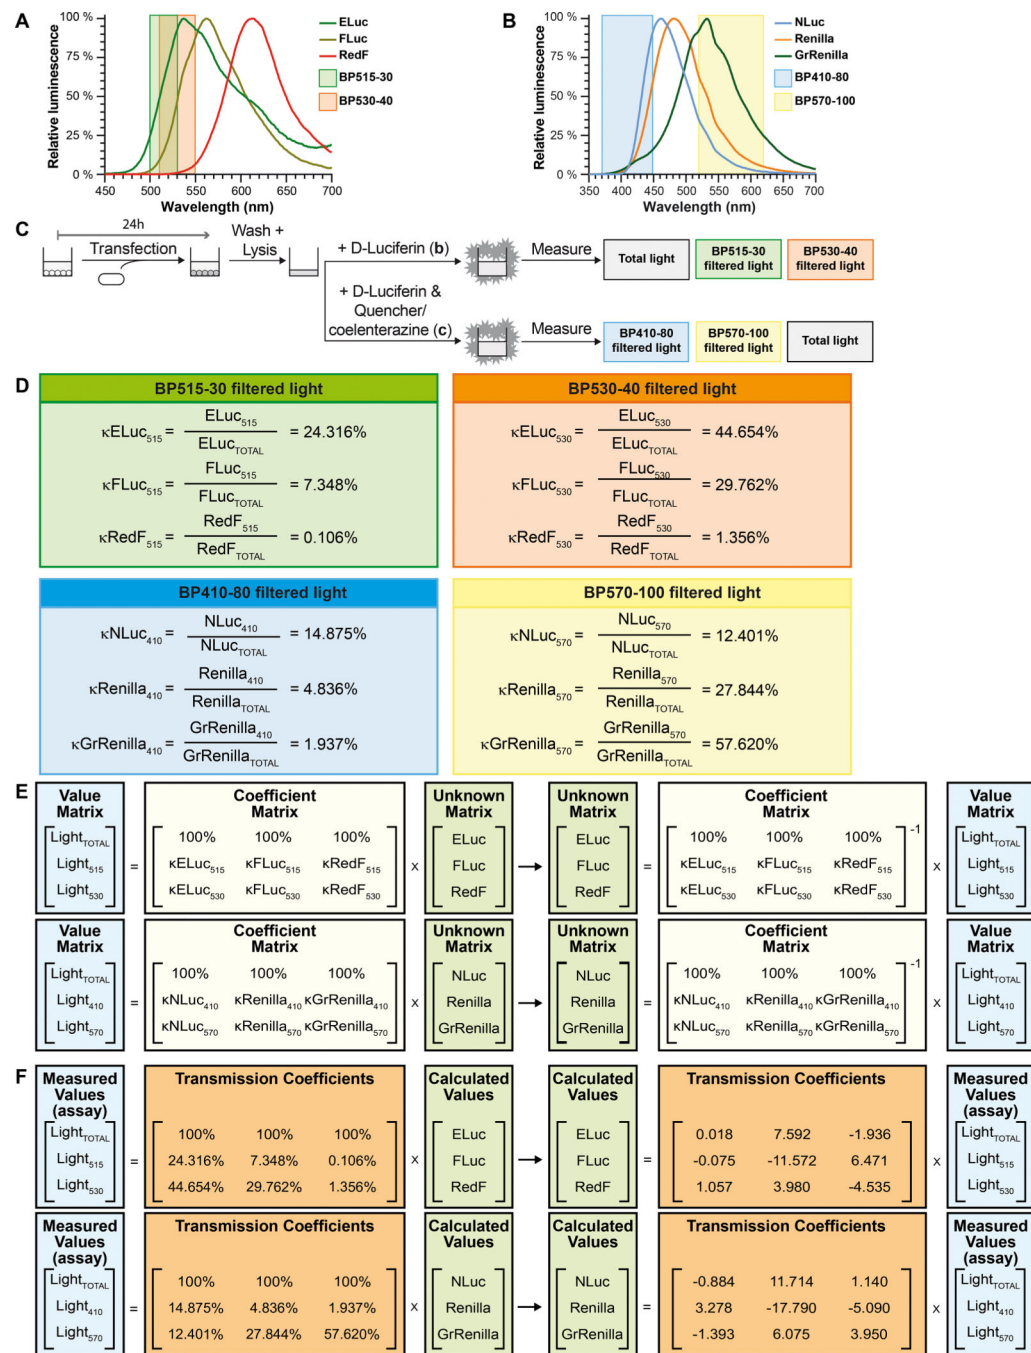 A
Relative luminescence
100 %
75 %
50%
25 %
0 %
450 500 550 600 650 700
Wavelength (nm)
ELuc
FLuc
RedF
BP515-30
BP530-40
B
Relative luminescence
100 %
75 %
50%
25 %
0 %
350 400 450 500 550 600 650 700
Wavelength (nm)
NLuc
Renilla
GrRenilla
BP410-80
BP570-100
C
24h
Transfection
Wash +
Lysis
+ D-Luciferin (b)
Measure
Total light
BP515-30
filtered light
BP530-40
filtered light
+ D-Luciferin &
Quencher/
coelenterazine (c)
Measure
BP410-80
filtered light
BP570-100
filtered light
Total light
D
BP515-30 filtered light
κELuc515 = ELuc515 / ELucTOTAL = 24.316%
κFLuc515 = FLuc515 / FLucTOTAL = 7.348%
κRedF515 = RedF515 / RedFTOTAL = 0.106%
BP530-40 filtered light
κELuc530 = ELuc530 / ELucTOTAL = 44.654%
κFLuc530 = FLuc530 / FLucTOTAL = 29.762%
κRedF530 = RedF530 / RedFTOTAL = 1.356%
BP410-80 filtered light
κNLuc410 = NLuc410 / NLucTOTAL = 14.875%
κRenilla410 = Renilla410 / RenillaTOTAL = 4.836%
κGrRenilla410 = GrRenilla410 / GrRenillaTOTAL = 1.937%
BP570-100 filtered light
κNLuc570 = NLuc570 / NLucTOTAL = 12.401%
κRenilla570 = Renilla570 / RenillaTOTAL = 27.844%
κGrRenilla570 = GrRenilla570 / GrRenillaTOTAL = 57.620%
E
Value Matrix
Coefficient Matrix
Unknown Matrix
Unknown Matrix
Coefficient Matrix
Value Matrix
LightTOTAL 100% 100% 100% ELuc ELuc 100% 100% 100% -1 LightTOTAL
Light515 = κELuc515 κFLuc515 κRedF515 x FLuc → FLuc = κELuc515 κFLuc515 κRedF515 x Light515
Light530 κELuc530 κFLuc530 κRedF530 RedF RedF κELuc530 κFLuc530 κRedF530 Light530
Value Matrix
Coefficient Matrix
Unknown Matrix
Unknown Matrix
Coefficient Matrix
Value Matrix
LightTOTAL 100% 100% 100% NLuc NLuc 100% 100% 100% -1 LightTOTAL
Light410 = κNLuc410 κRenilla410 κGrRenilla410 x Renilla → Renilla = κNLuc410 κRenilla410 κGrRenilla410 x Light410
Light570 κNLuc570 κRenilla570 κGrRenilla570 GrRenilla GrRenilla κNLuc570 κRenilla570 κGrRenilla570 Light570
F
Measured Values (assay)
Transmission Coefficients
Calculated Values
Calculated Values
Transmission Coefficients
Measured Values (assay)
LightTOTAL 100% 100% 100% ELuc ELuc 0.018 7.592 -1.936 LightTOTAL
Light515 = 24.316% 7.348% 0.106% x FLuc → FLuc = -0.075 -11.572 6.471 x Light515
Light530 44.654% 29.762% 1.356% RedF RedF 1.057 3.980 -4.535 Light530
Measured Values (assay)
Transmission Coefficients
Calculated Values
Calculated Values
Transmission Coefficients
Measured Values (assay)
LightTOTAL 100% 100% 100% NLuc NLuc -0.884 11.714 1.140 LightTOTAL
Light410 = 14.875% 4.836% 1.937% x Renilla → Renilla = 3.278 -17.790 -5.090 x Light410
Light570 12.401% 27.844% 57.620% GrRenilla GrRenilla -1.393 6.075 3.950 Light570